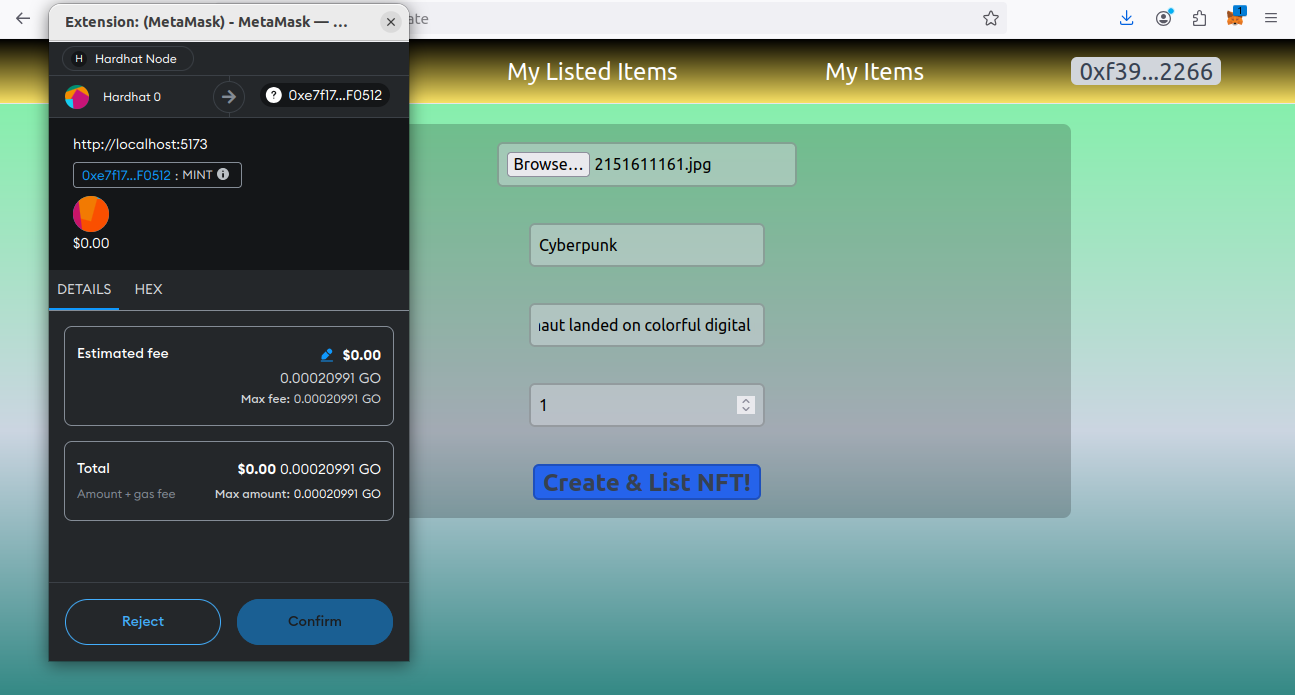 Extension: (MetaMask) - MetaMask — ...
ate
1
H Hardhat Node
My Listed Items
My Items
0xf39...2266
Hardhat 0
? 0xe7f17...F0512
http://localhost:5173
0xe7f17...F0512 : MINT
$0.00
DETAILS
HEX
Estimated fee
$0.00
0.00020991 GO
Max fee: 0.00020991 GO
Total
$0.00 0.00020991 GO
Amount + gas fee
Max amount: 0.00020991 GO
Reject
Confirm
Browse... 2151611161.jpg
Cyberpunk
naut landed on colorful digital
1
Create & List NFT!